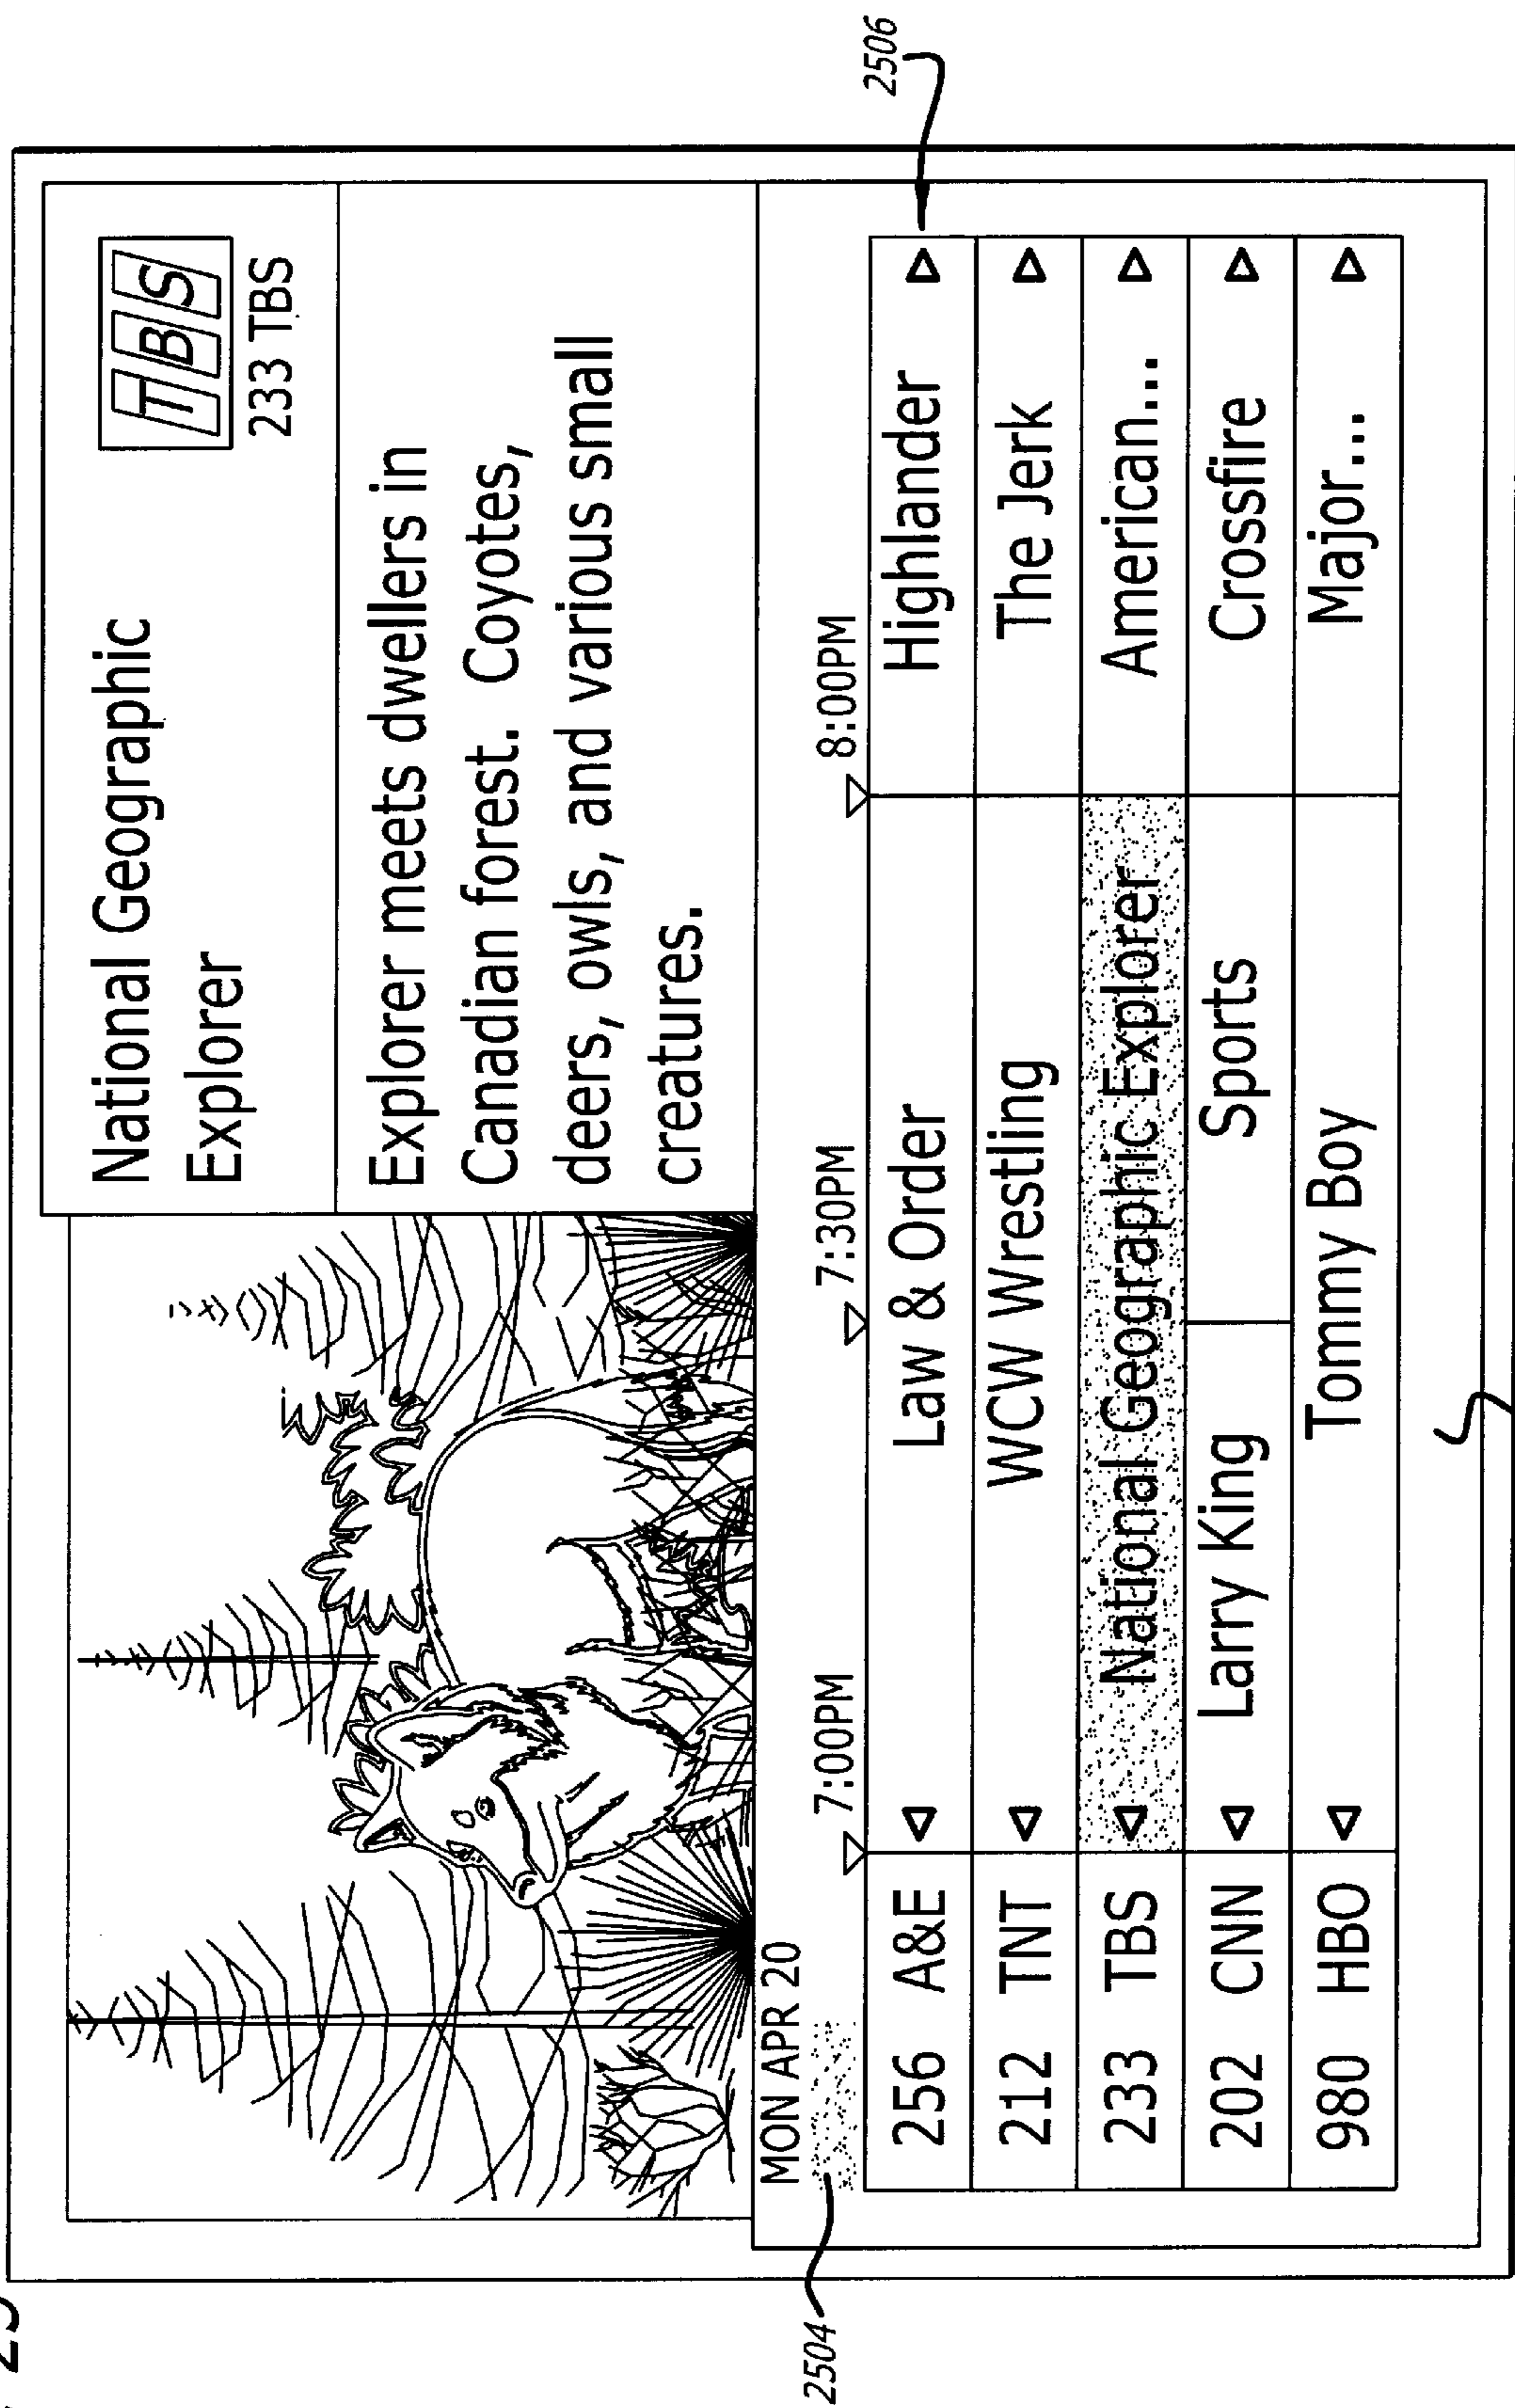 25
National Geographic
Explorer
TBS
233 TBS
Explorer meets dwellers in
Canadian forest.  Coyotes,
deers, owls, and various small
creatures.
MON APR 20
7:00PM
7:30PM
8:00PM
2504
2506
256 A&E Law & Order Highlander
212 TNT WCW Wrestling The Jerk
233 TBS National Geographic Explorer American...
202 CNN Larry King Sports Crossfire
980 HBO Tommy Boy Major...